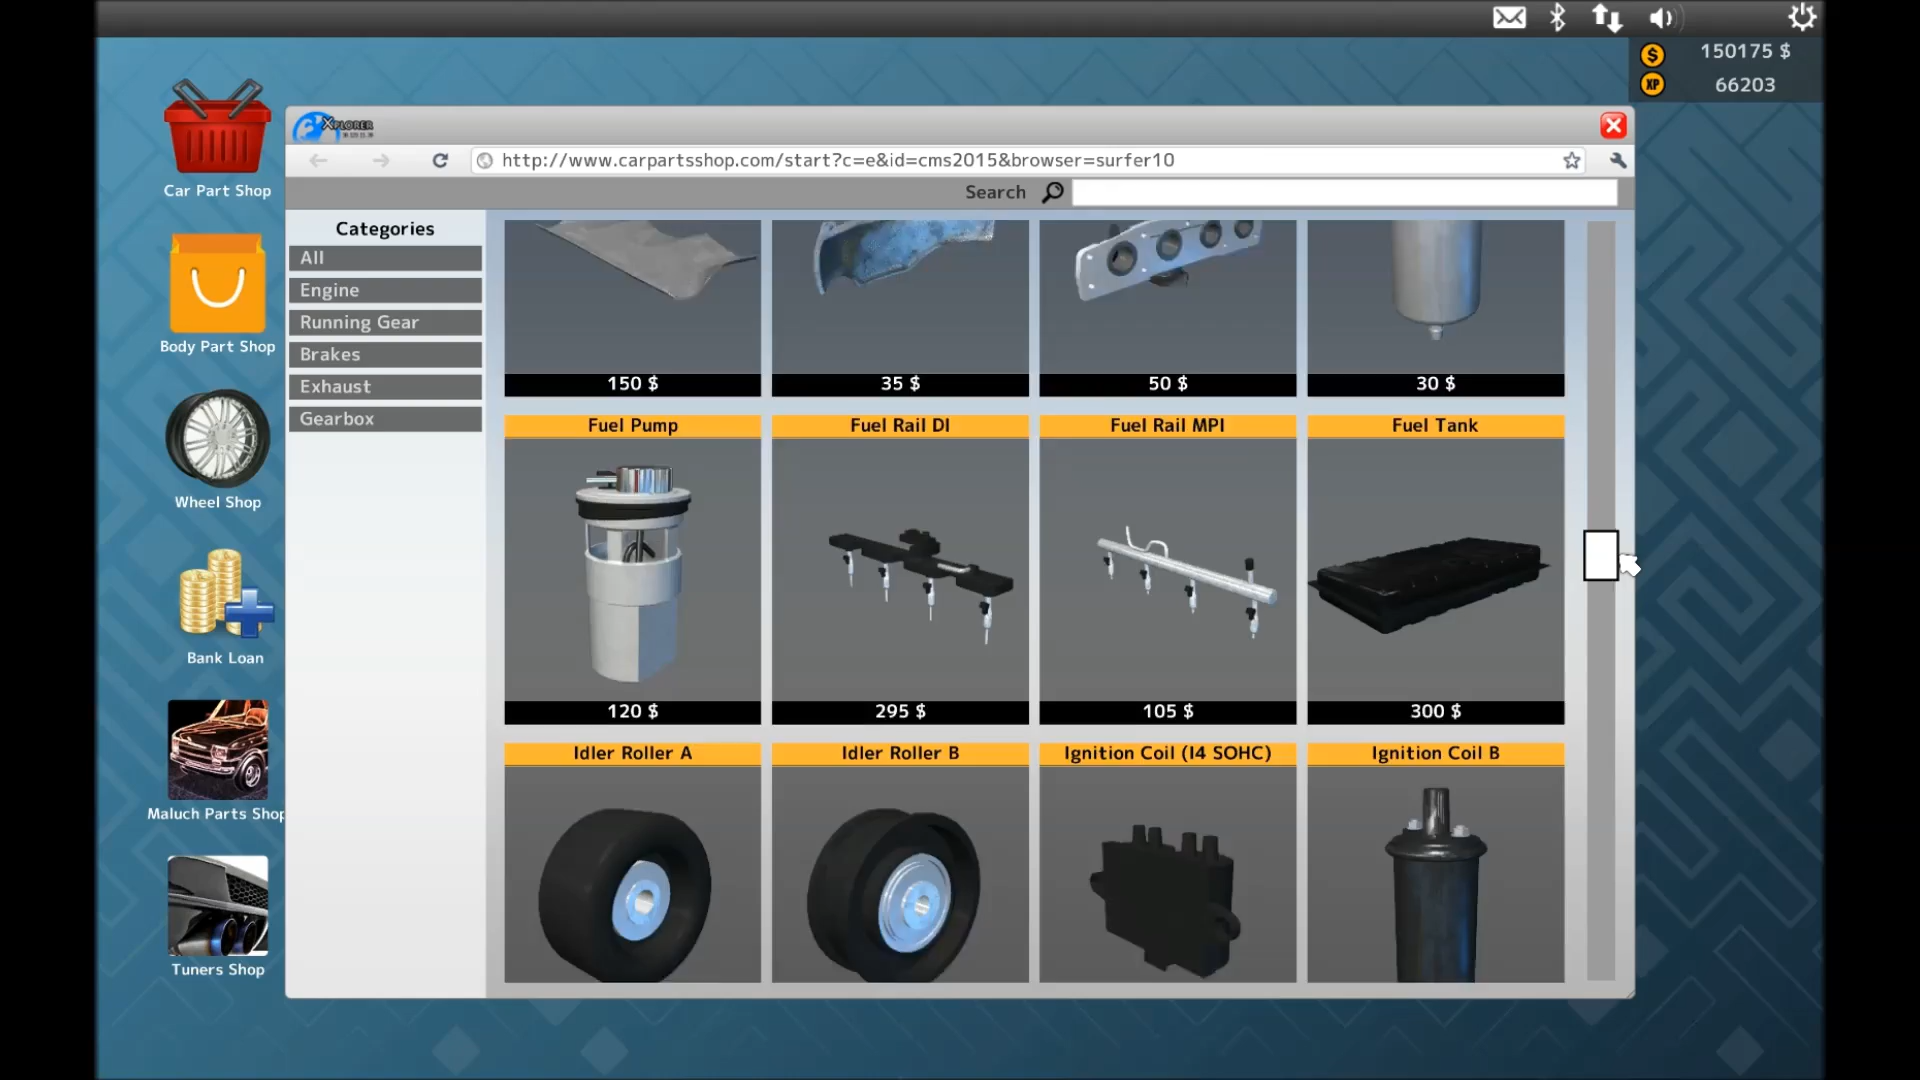 150175 $
66203
XPLORER
http://www.carpartsshop.com/start?c=e&id=cms2015&browser=surfer10
Search
Car Part Shop
Body Part Shop
Wheel Shop
Bank Loan
Maluch Parts Shop
Tuners Shop
Categories
All
Engine
Running Gear
Brakes
Exhaust
Gearbox
150 $ 35 $ 50 $ 30 $
Fuel Pump Fuel Rail DI Fuel Rail MPI Fuel Tank
120 $ 295 $ 105 $ 300 $
Idler Roller A Idler Roller B Ignition Coil (I4 SOHC) Ignition Coil B
$
XP